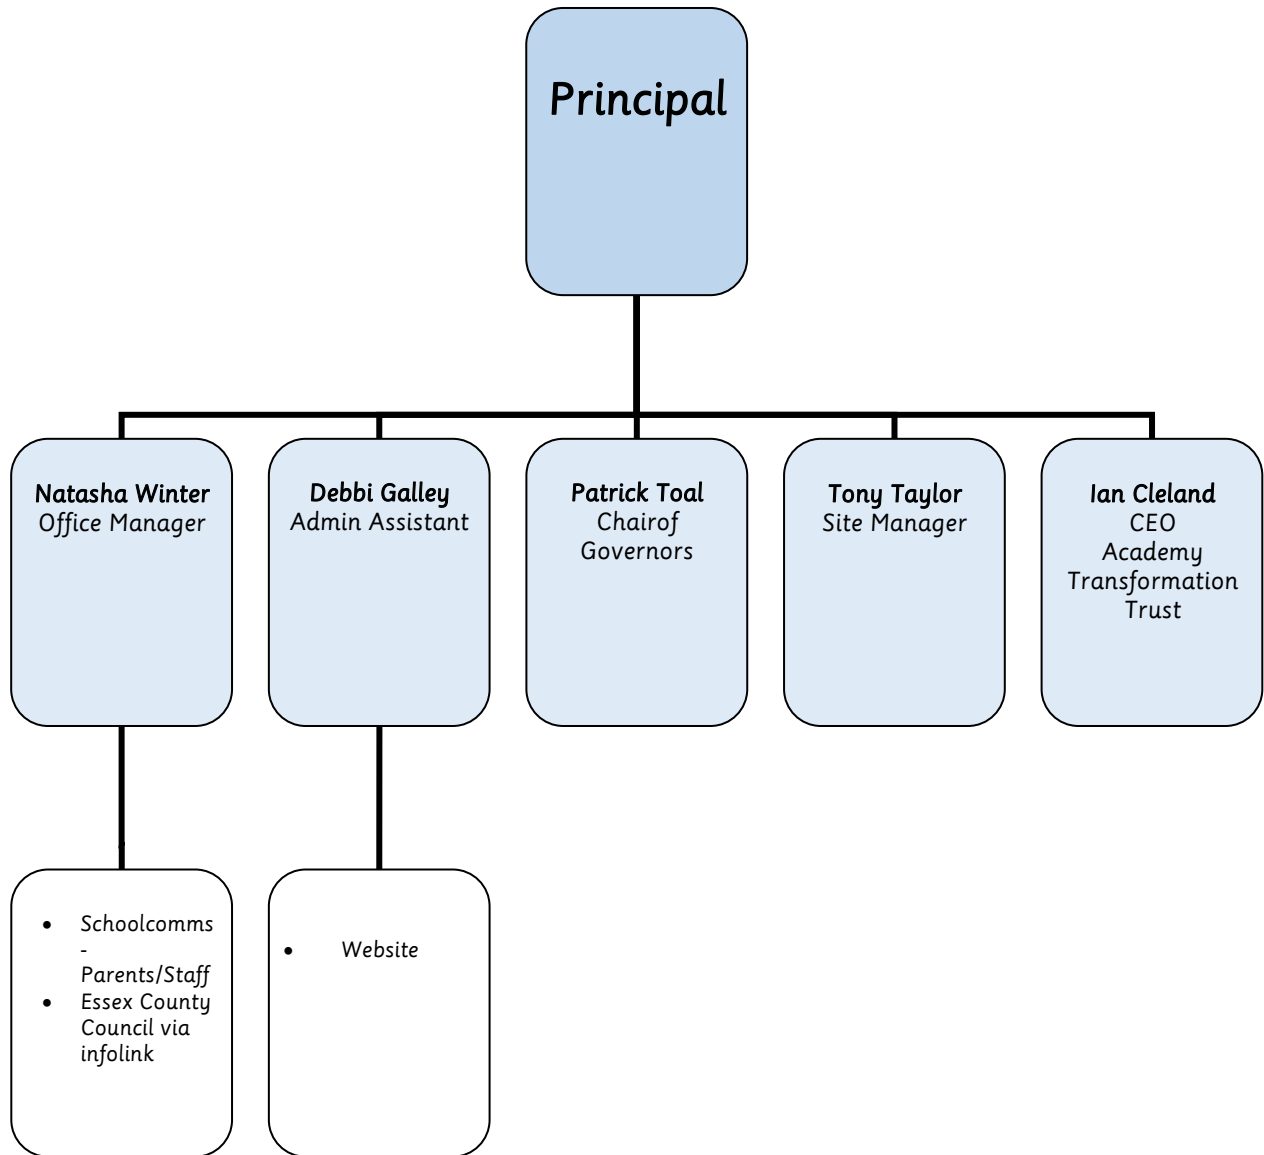 Principal
Natasha Winter
Office Manager
Debbi Galley
Admin Assistant
Patrick Toal
Chairof
Governors
Tony Taylor
Site Manager
Ian Cleland
CEO
Academy
Transformation
Trust
• Schoolcomms
-
Parents/Staff
• Essex County
Council via
infolink
• Website